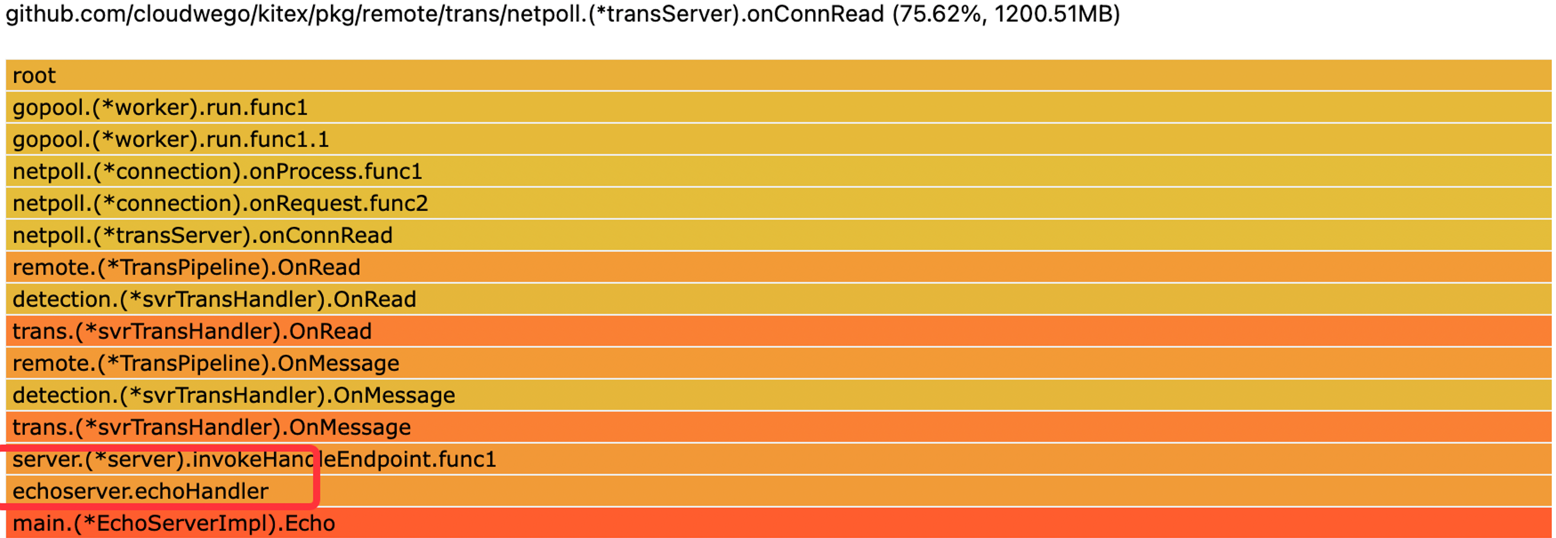 github.com/cloudwego/kitex/pkg/remote/trans/netpoll.(*transServer).onConnRead (75.62%, 1200.51MB)
root
gopool.(*worker).run.func1
gopool.(*worker).run.func1.1
netpoll.(*connection).onProcess.func1
netpoll.(*connection).onRequest.func2
netpoll.(*transServer).onConnRead
remote.(*TransPipeline).OnRead
detection.(*svrTransHandler).OnRead
trans.(*svrTransHandler).OnRead
remote.(*TransPipeline).OnMessage
detection.(*svrTransHandler).OnMessage
trans.(*svrTransHandler).OnMessage
server.(*server).invokeHandleEndpoint.func1
echoserver.echoHandler
main.(*EchoServerImpl).Echo